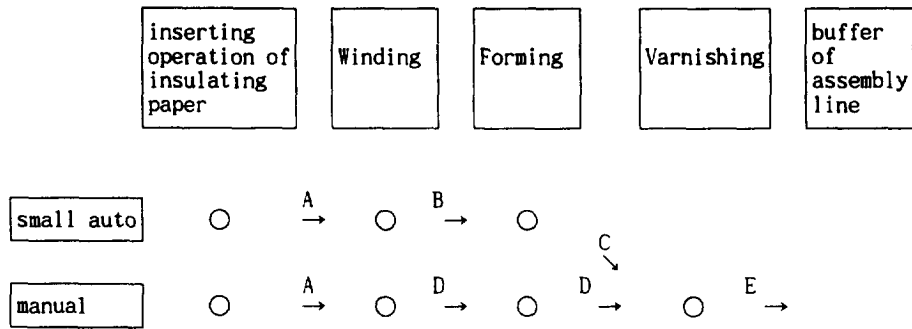 inserting
operation of
insulating
paper
Winding
Forming
Varnishing
buffer
of
assembly
line
small auto
A
B
C
manual
A
D
D
E